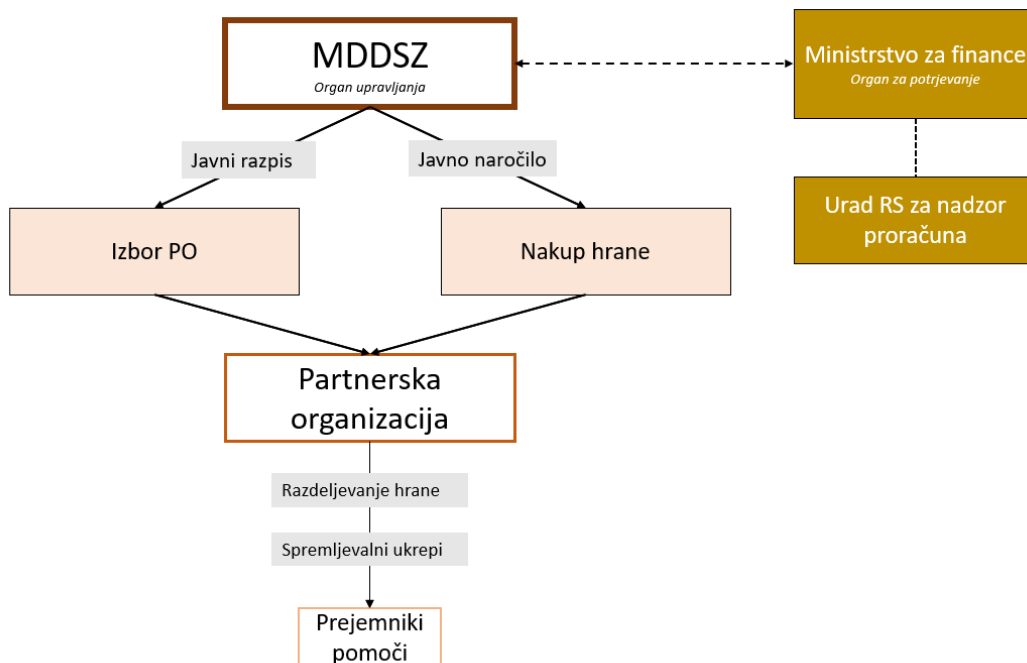 MDDSZ
Organ upravljanja
Ministrstvo za finance
Organ za potrjevanje
Javni razpis
Javno naročilo
Urad RS za nadzor
proračuna
Izbor PO
Nakup hrane
Partnerska
organizacija
Razdeljevanje hrane
Spremljevalni ukrepi
Prejemniki
pomoči